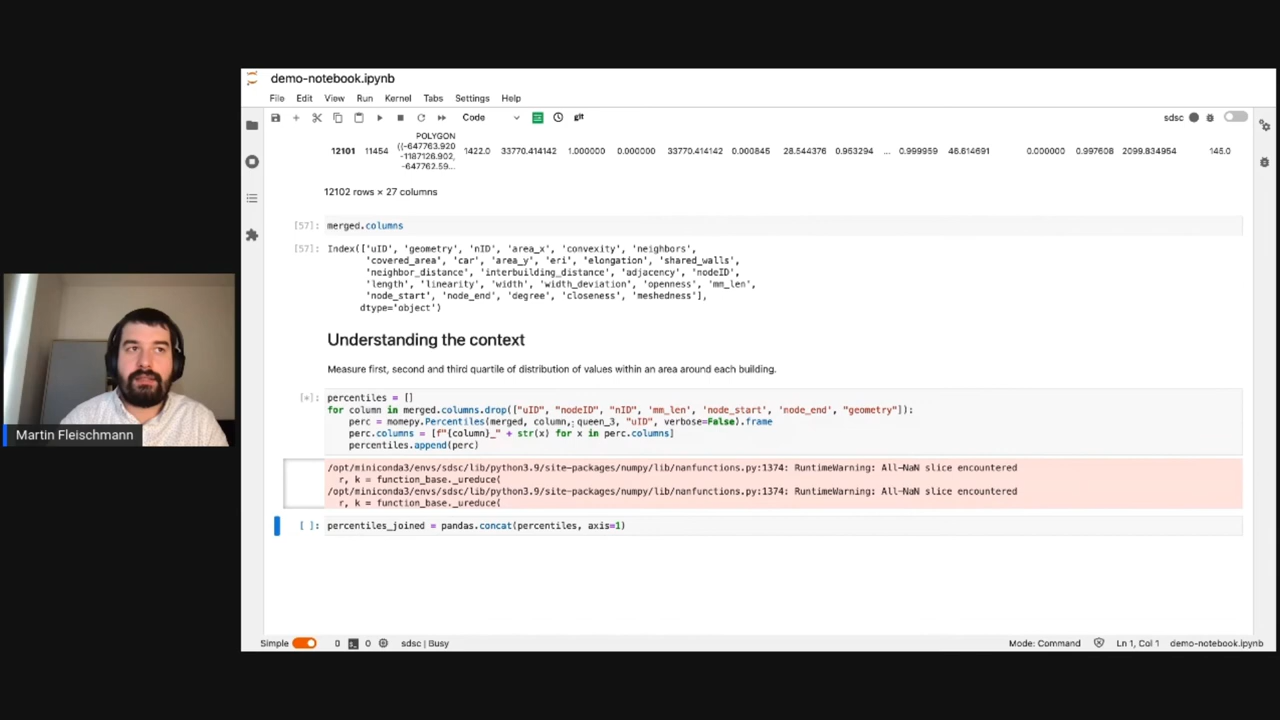 demo-notebook.ipynb
File Edit View Run Kernel Tabs Settings Help
Code git sdsc
POLYGON
((-647763.920
-1187126.902,
-647762.59...
12101 11454 1422.0 33770.414142 1.000000 0.000000 33770.414142 0.000845 28.544376 0.953294 ... 0.999959 46.614691 0.000000 0.997608 2099.834954 145.0
12102 rows × 27 columns
[57]: merged.columns
[57]: Index(['uID', 'geometry', 'nID', 'area_x', 'convexity', 'neighbors',
'covered_area', 'car', 'area_y', 'eri', 'elongation', 'shared_walls',
'neighbor_distance', 'interbuilding_distance', 'adjacency', 'nodeID',
'length', 'linearity', 'width', 'width_deviation', 'openness', 'mm_len',
'node_start', 'node_end', 'degree', 'closeness', 'meshedness'],
dtype='object')
Understanding the context
Measure first, second and third quartile of distribution of values within an area around each building.
[*]: percentiles = []
for column in merged.columns.drop(["uID", "nodeID", "nID", 'mm_len', 'node_start', 'node_end', "geometry"]):
perc = momepy.Percentiles(merged, column, queen_3, "uID", verbose=False).frame
perc.columns = [f"{column}_" + str(x) for x in perc.columns]
percentiles.append(perc)
/opt/miniconda3/envs/sdsc/lib/python3.9/site-packages/numpy/lib/nanfunctions.py:1374: RuntimeWarning: All-NaN slice encountered
r, k = function_base._ureduce(
/opt/miniconda3/envs/sdsc/lib/python3.9/site-packages/numpy/lib/nanfunctions.py:1374: RuntimeWarning: All-NaN slice encountered
r, k = function_base._ureduce(
[ ]: percentiles_joined = pandas.concat(percentiles, axis=1)
Martin Fleischmann
Simple 0 0 sdsc | Busy Mode: Command Ln 1, Col 1 demo-notebook.ipynb